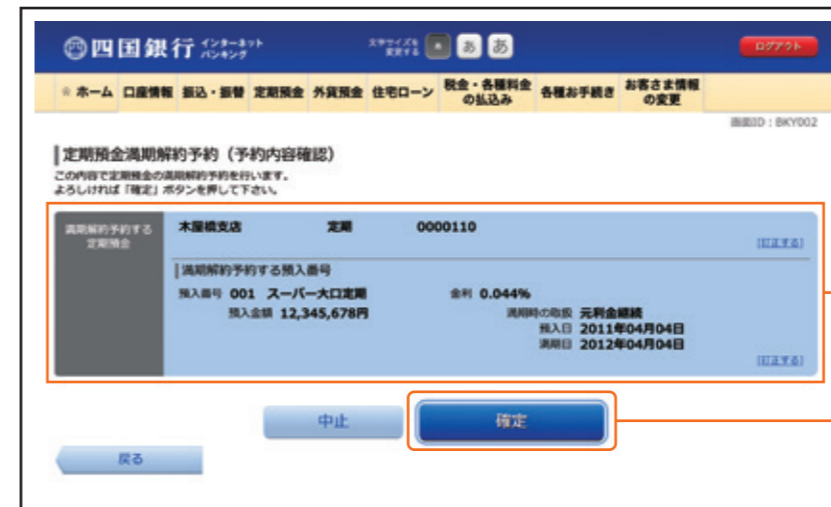 四国銀行 インターネットバンキング 文字サイズを変更する あ あ ログアウト
ホーム 口座情報 振込・振替 定期預金 外貨預金 住宅ローン 税金・各種料金の払込み 各種お手続き お客さま情報の変更
画面ID：BKY002
定期預金満期解約予約（予約内容確認）
この内容で定期預金の満期解約予約を行います。
よろしければ「確定」ボタンを押して下さい。
満期解約予約する定期預金
木屋橋支店 定期 0000110
[訂正する]
満期解約予約する預入番号
預入番号 001 スーパー大口定期 金利 0.044%
預入金額 12,345,678円 満期時の取扱 元利金継続
預入日 2011年04月04日
満期日 2012年04月04日
[訂正する]
中止 確定
戻る